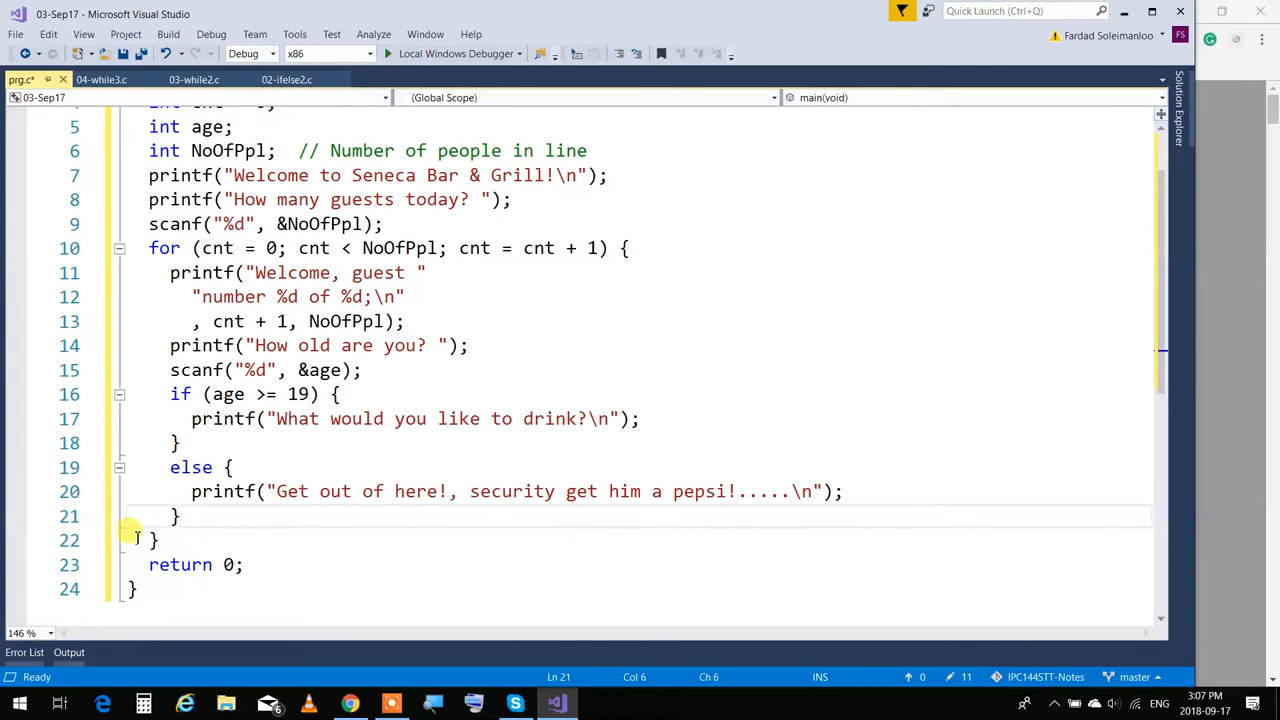 03-Sep17 - Microsoft Visual Studio
Quick Launch (Ctrl+Q)
File Edit View Project Build Debug Team Tools Test Analyze Window Help
Fardad Soleimanloo FS
Debug x86 Local Windows Debugger
prg.c* 04-while3.c 03-while2.c 02-ifelse2.c
03-Sep17 (Global Scope) main(void)
Solution Explorer
5 int age;
6 int NoOfPpl; // Number of people in line
7 printf("Welcome to Seneca Bar & Grill!\n");
8 printf("How many guests today? ");
9 scanf("%d", &NoOfPpl);
10 for (cnt = 0; cnt < NoOfPpl; cnt = cnt + 1) {
11 printf("Welcome, guest "
12 "number %d of %d;\n"
13 , cnt + 1, NoOfPpl);
14 printf("How old are you? ");
15 scanf("%d", &age);
16 if (age >= 19) {
17 printf("What would you like to drink?\n");
18 }
19 else {
20 printf("Get out of here!, security get him a pepsi!.....\n");
21 }
22 }
23 return 0;
24 }
146 %
Error List Output
Ready Ln 21 Col 6 Ch 6 INS 0 11 IPC144STT-Notes master
6 ENG 3:07 PM
2018-09-17